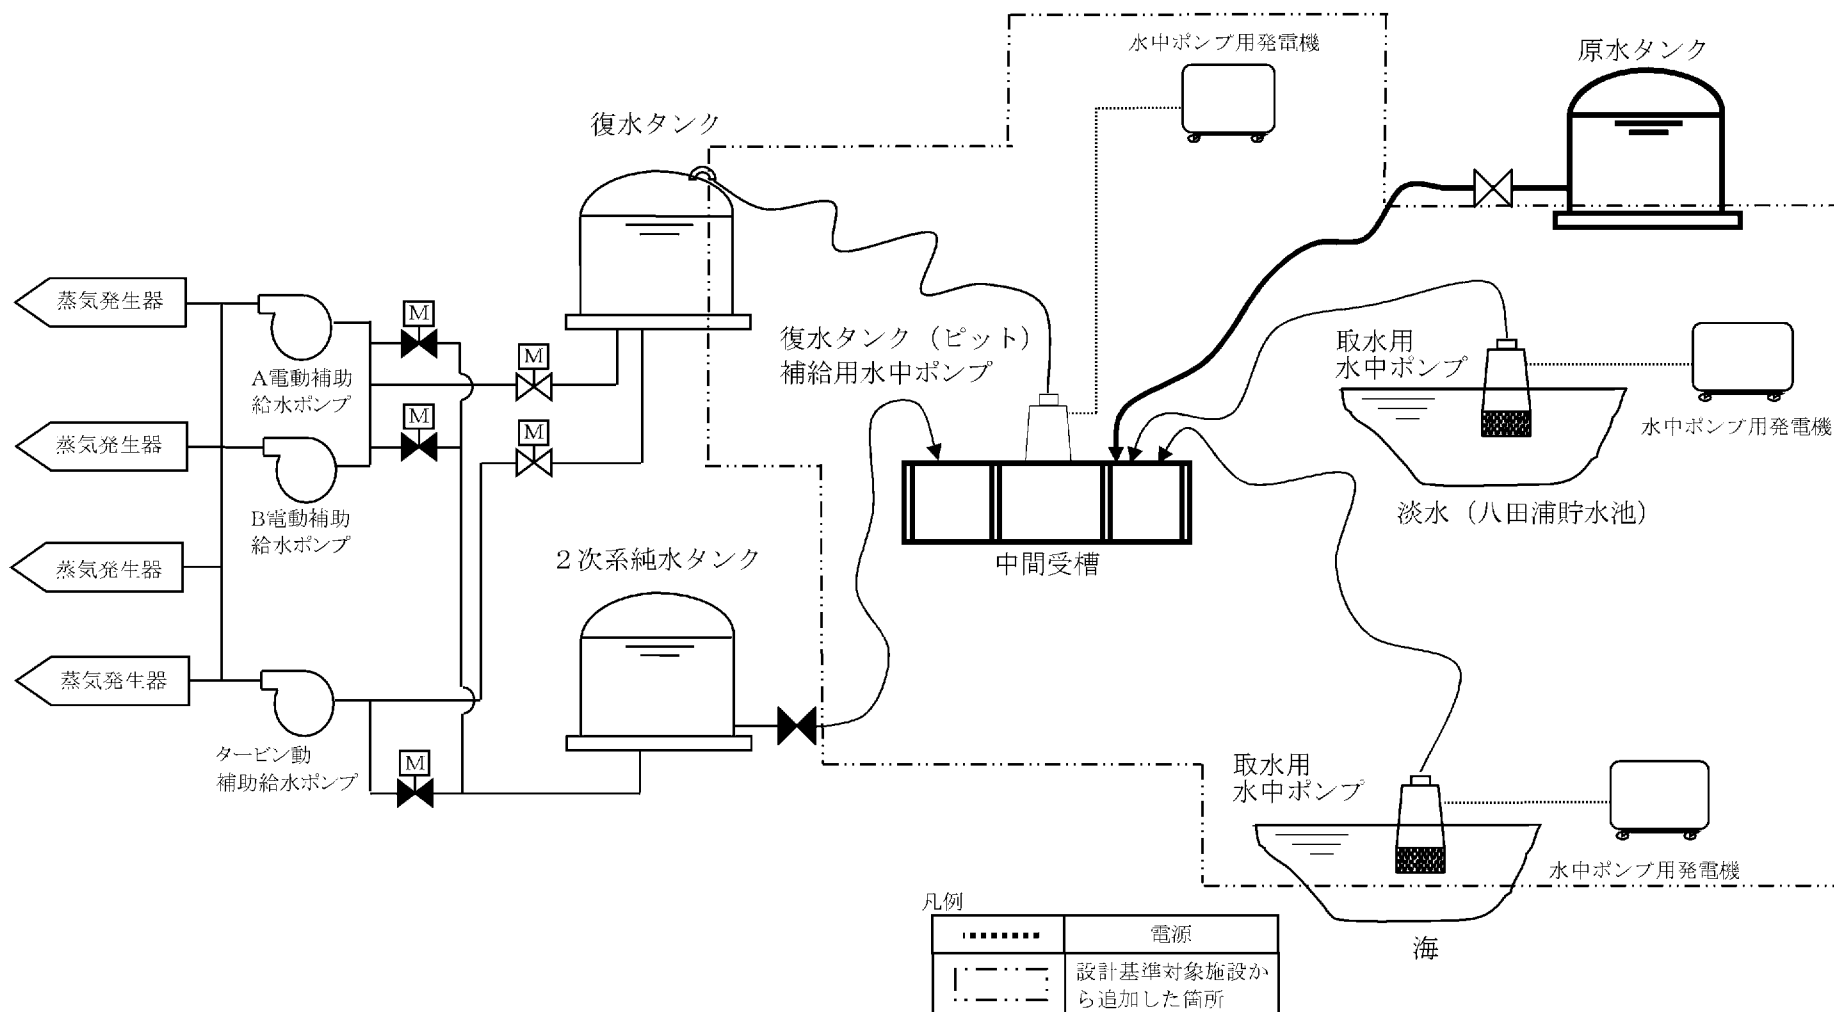 水中ポンプ用発電機
原水タンク
復水タンク
蒸気発生器
M
A電動補助
給水ポンプ
M
復水タンク（ピット）
補給用水中ポンプ
取水用
水中ポンプ
水中ポンプ用発電機
蒸気発生器
M
M
B電動補助
給水ポンプ
淡水（八田浦貯水池）
中間受槽
蒸気発生器
２次系純水タンク
蒸気発生器
タービン動
補助給水ポンプ
M
取水用
水中ポンプ
水中ポンプ用発電機
海
凡例
電源
設計基準対象施設か
ら追加した箇所